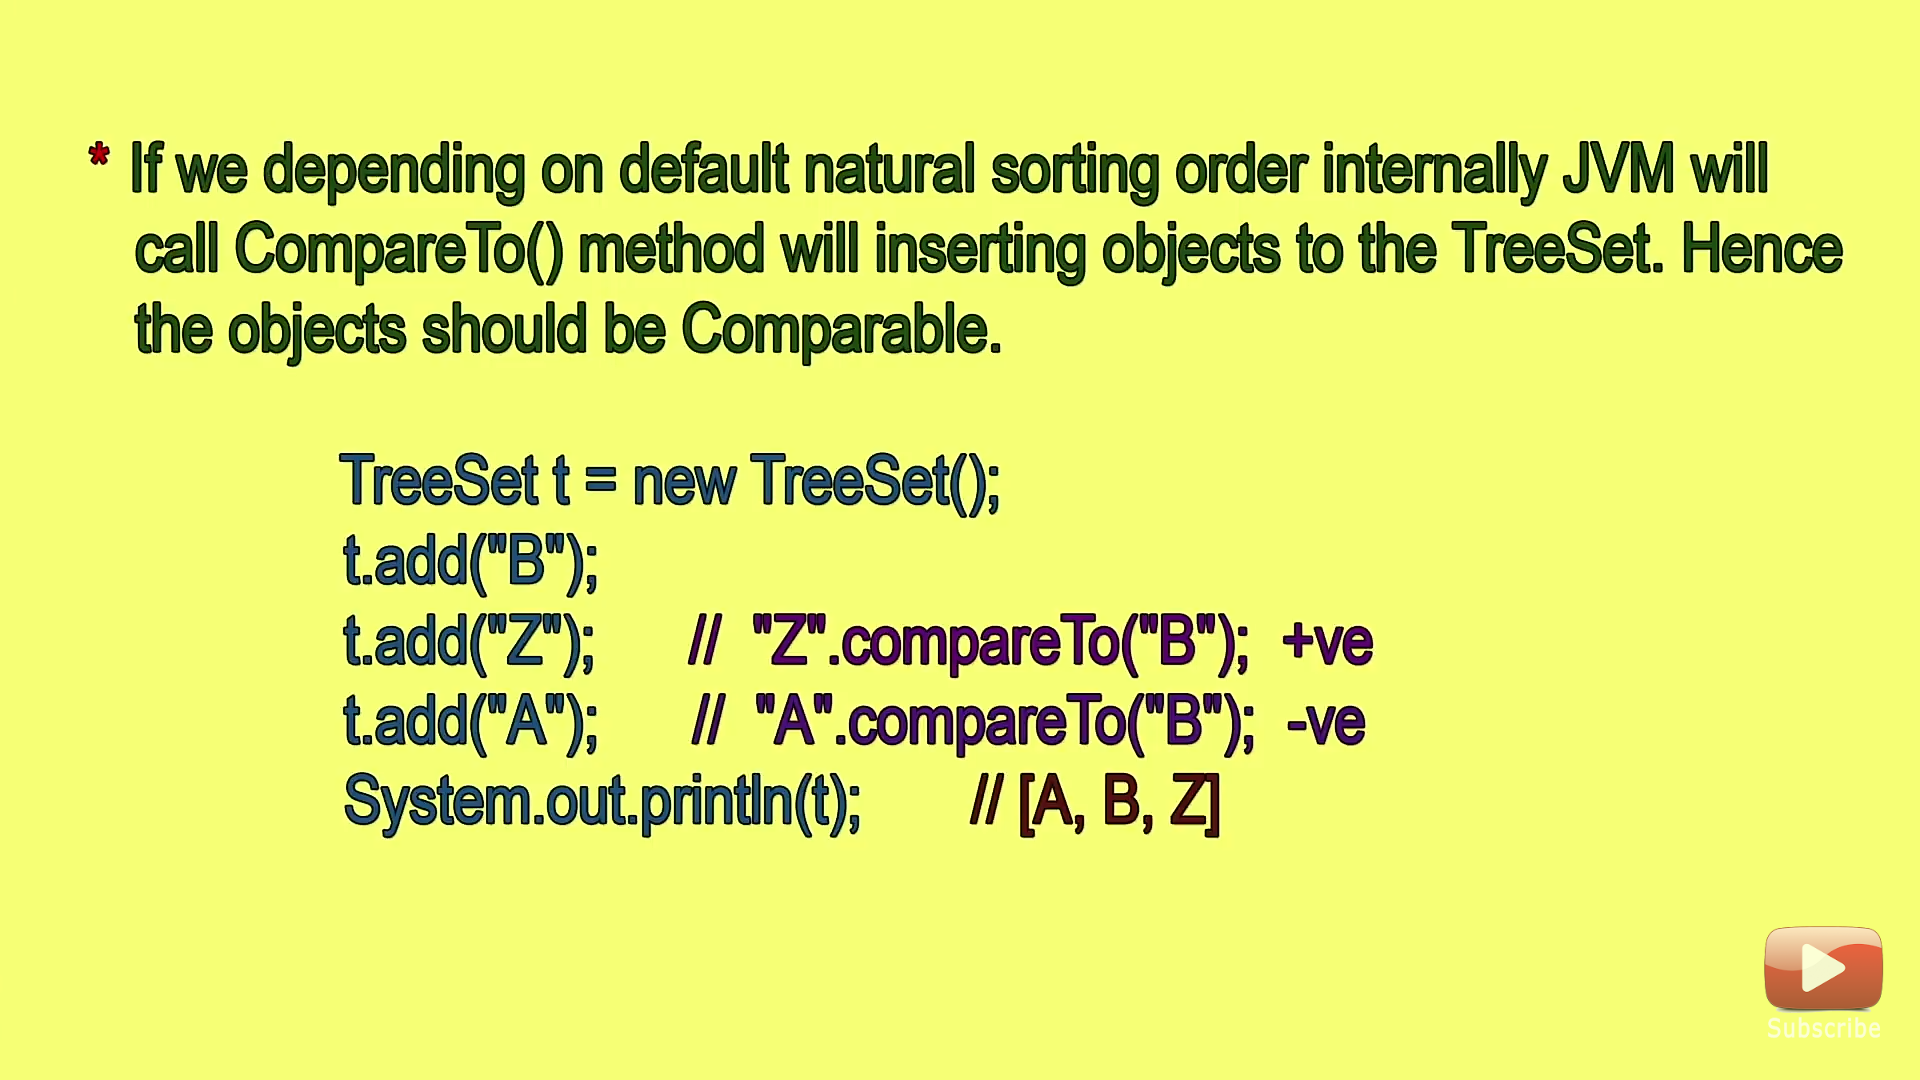 * If we depending on default natural sorting order internally JVM will
call CompareTo() method will inserting objects to the TreeSet. Hence
the objects should be Comparable.
TreeSet t = new TreeSet();
t.add("B");
t.add("Z"); // "Z".compareTo("B"); +ve
t.add("A"); // "A".compareTo("B"); -ve
System.out.println(t); // [A, B, Z]
Subscribe